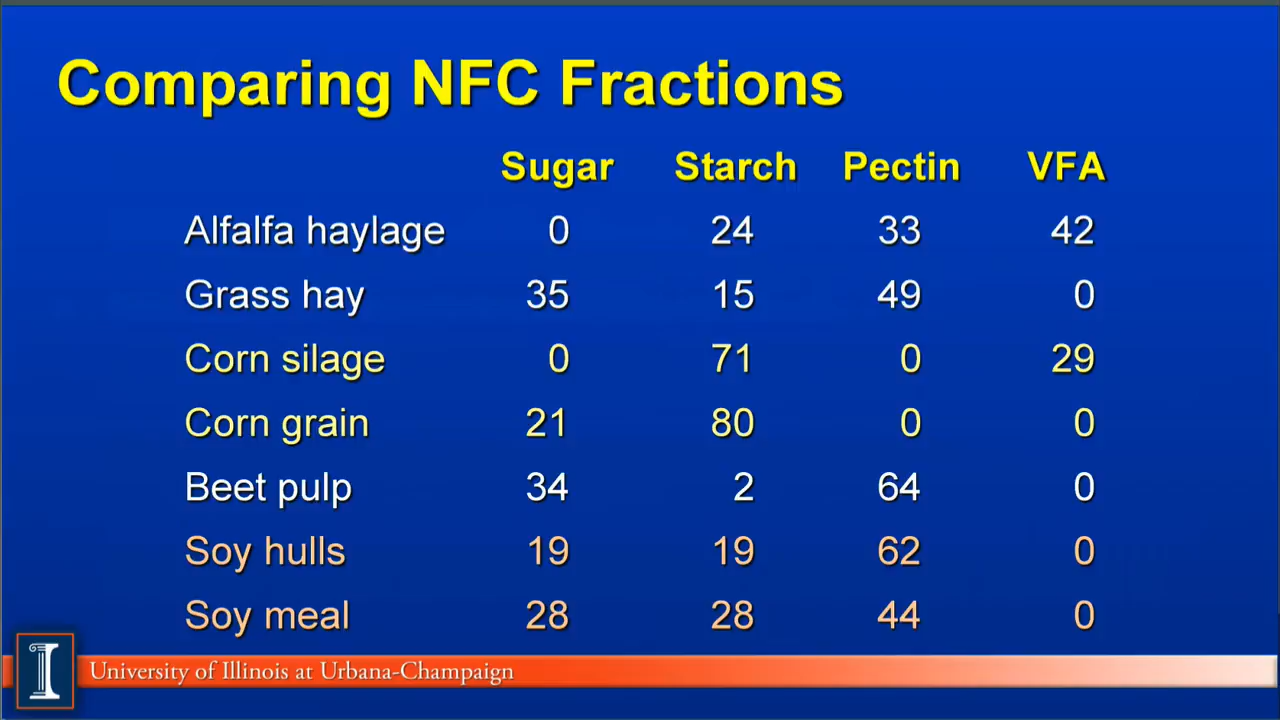 Comparing NFC Fractions
Sugar Starch Pectin VFA
Alfalfa haylage 0 24 33 42
Grass hay 35 15 49 0
Corn silage 0 71 0 29
Corn grain 21 80 0 0
Beet pulp 34 2 64 0
Soy hulls 19 19 62 0
Soy meal 28 28 44 0
I
University of Illinois at Urbana-Champaign